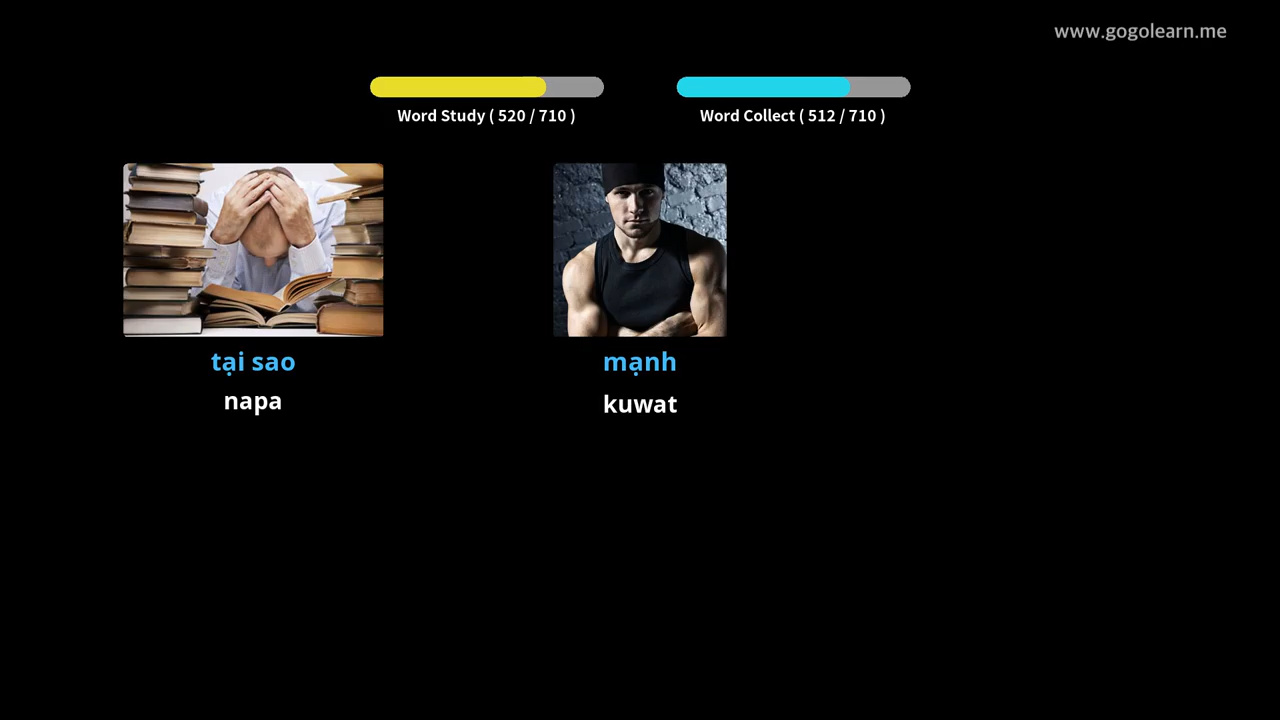 www.gogolearn.me
Word Study ( 520 / 710 )
Word Collect ( 512 / 710 )
tại sao
napa
mạnh
kuwat